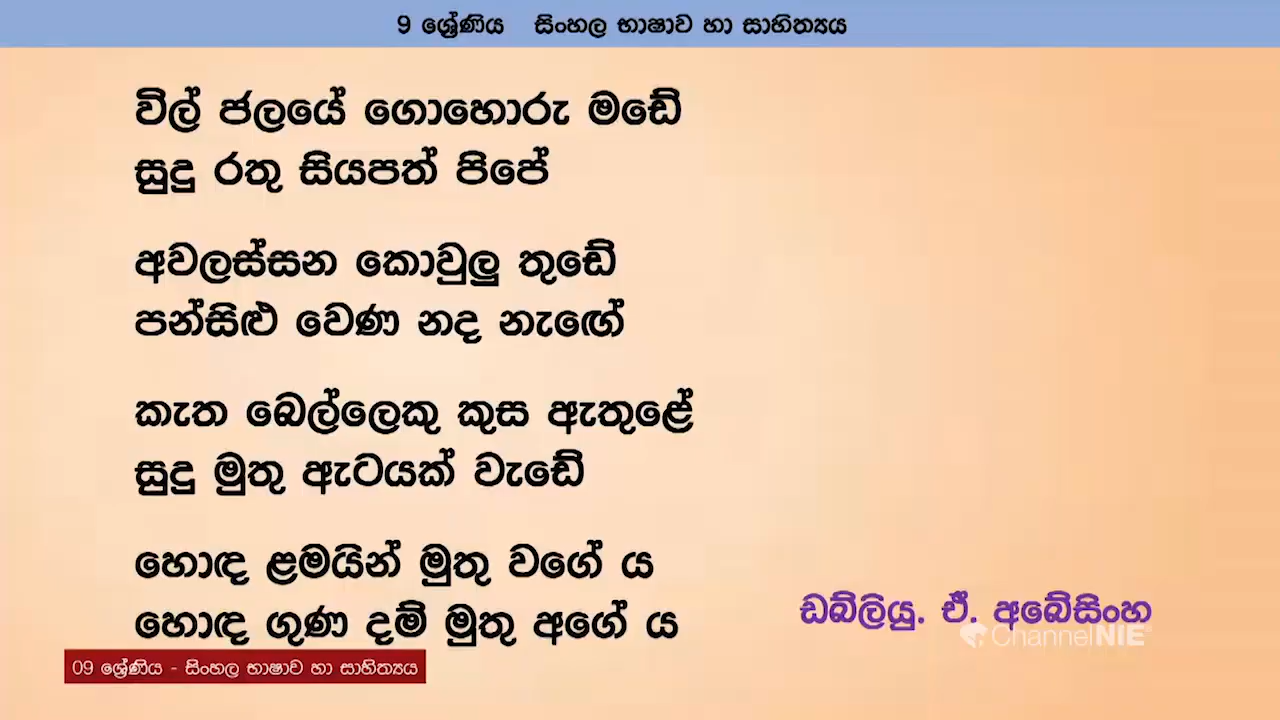 9 ශ්‍රේණිය සිංහල භාෂාව හා සාහිත්‍යය
විල් ජලයේ ගොහොරු මඩේ
සුදු රතු සියපත් පිපේ
අවලස්සන කොවුලු තුඩේ
පන්සිළු වෙණ නද නැඟේ
කැත බෙල්ලෙකු කුස ඇතුළේ
සුදු මුතු ඇටයක් වැඩේ
හොඳ ළමයින් මුතු වගේ ය
හොඳ ගුණ දම් මුතු අගේ ය
ඩබ්ලියු. ඒ. අබේසිංහ
ChannelNIE
09 ශ්‍රේණිය - සිංහල භාෂාව හා සාහිත්‍යය